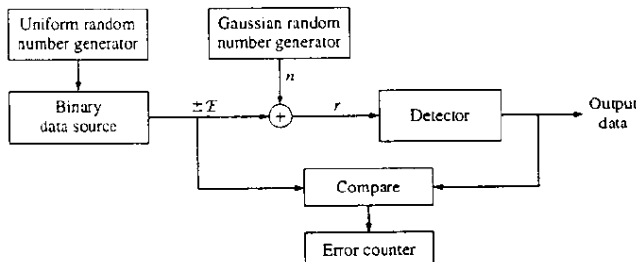 Uniform random
number generator
Gaussian random
number generator
n
Binary
data source
±ℰ
+
r
Detector
Output
data
Compare
Error counter